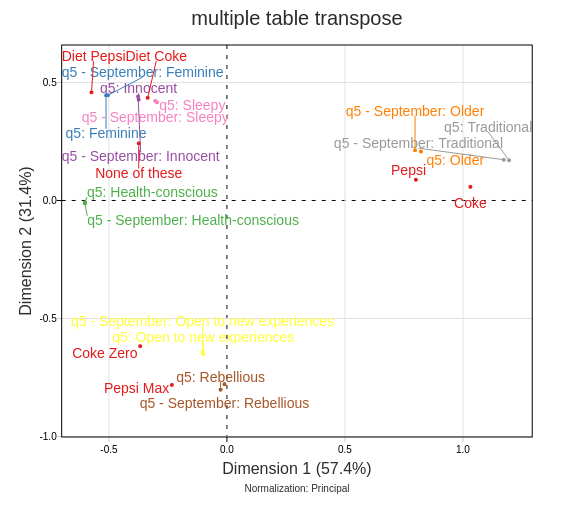 multiple table transpose
Diet Pepsi
Diet Coke
q5 - September: Feminine
0.5
q5: Innocent
q5: Sleepy
q5 - September: Sleepy
q5 - September: Older
q5: Traditional
q5: Feminine
q5 - September: Traditional
q5 - September: Innocent
q5: Older
None of these
Pepsi
q5: Health-conscious
0.0
Coke
q5 - September: Health-conscious
Dimension 2 (31.4%)
-0.5
q5 - September: Open to new experiences
q5: Open to new experiences
Coke Zero
q5: Rebellious
Pepsi Max
q5 - September: Rebellious
-1.0
-0.5
0.0
0.5
1.0
Dimension 1 (57.4%)
Normalization: Principal